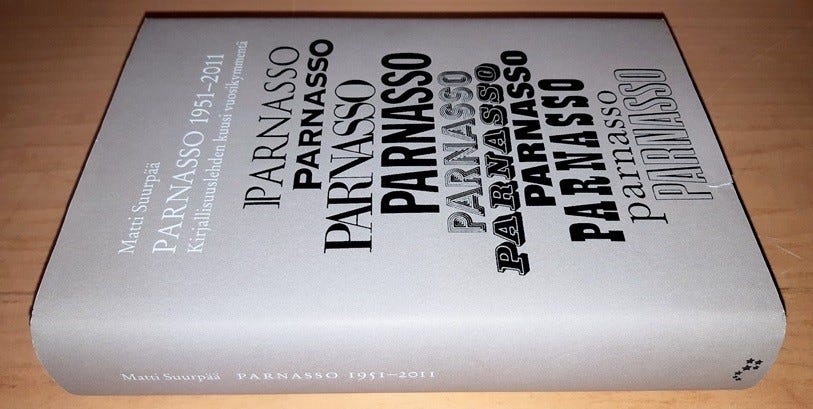 Matti Suurpää
PARNASSO 1951–2011
Kirjallisuuslehden kuusi vuosikymmentä
PARNASSO
PARNASSO
PARNASSO
PARNASSO
PARNASSO
PARNASSO
PARNASSO
PARNASSO
parnasso
PARNASSO
Matti Suurpää PARNASSO 1951–2011